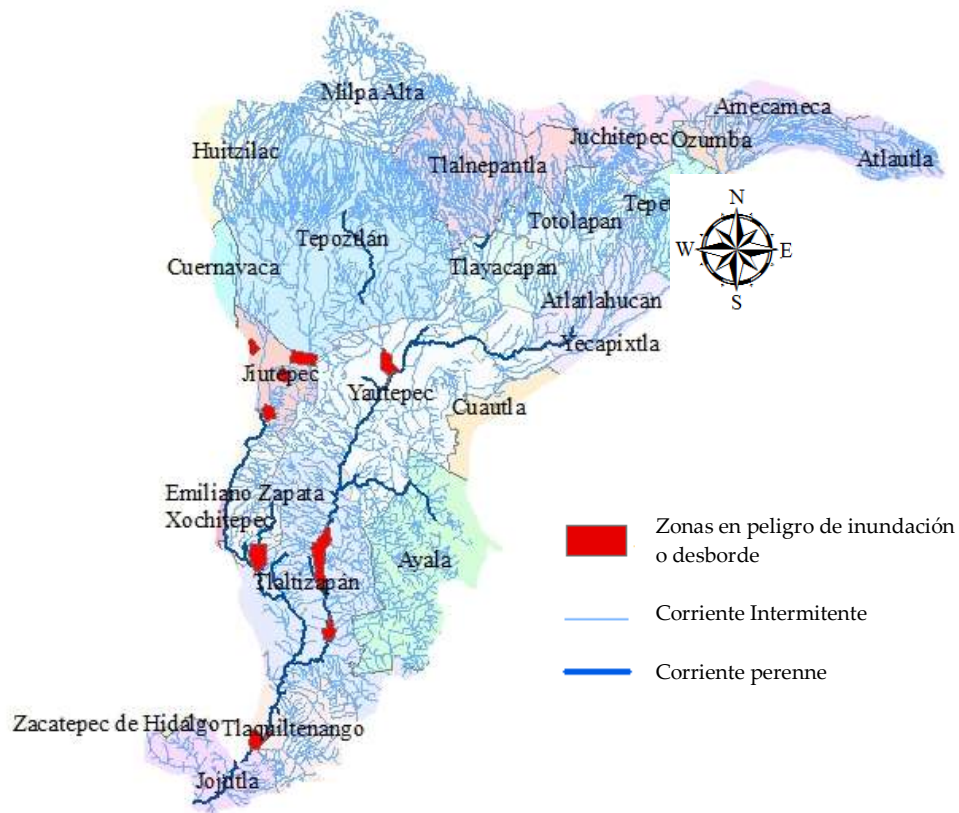 Milpa Alta
Amecameca
Huitzilac
Juchitepec
Ozumba
Tlalnepantla
Atlautla
Tepet
Totolapan
Tepoztlán
Cuernavaca
Tlayacapan
Atlatlahucan
Yecapixtla
Jiutepec
Yautepec
Cuautla
Emiliano Zapata
Xochitepec
Ayala
Tlaltizapán
Zacatepec de Hidalgo
Tlaquiltenango
Jojutla
N
W
E
S
Zonas en peligro de inundación
o desborde
Corriente Intermitente
Corriente perenne